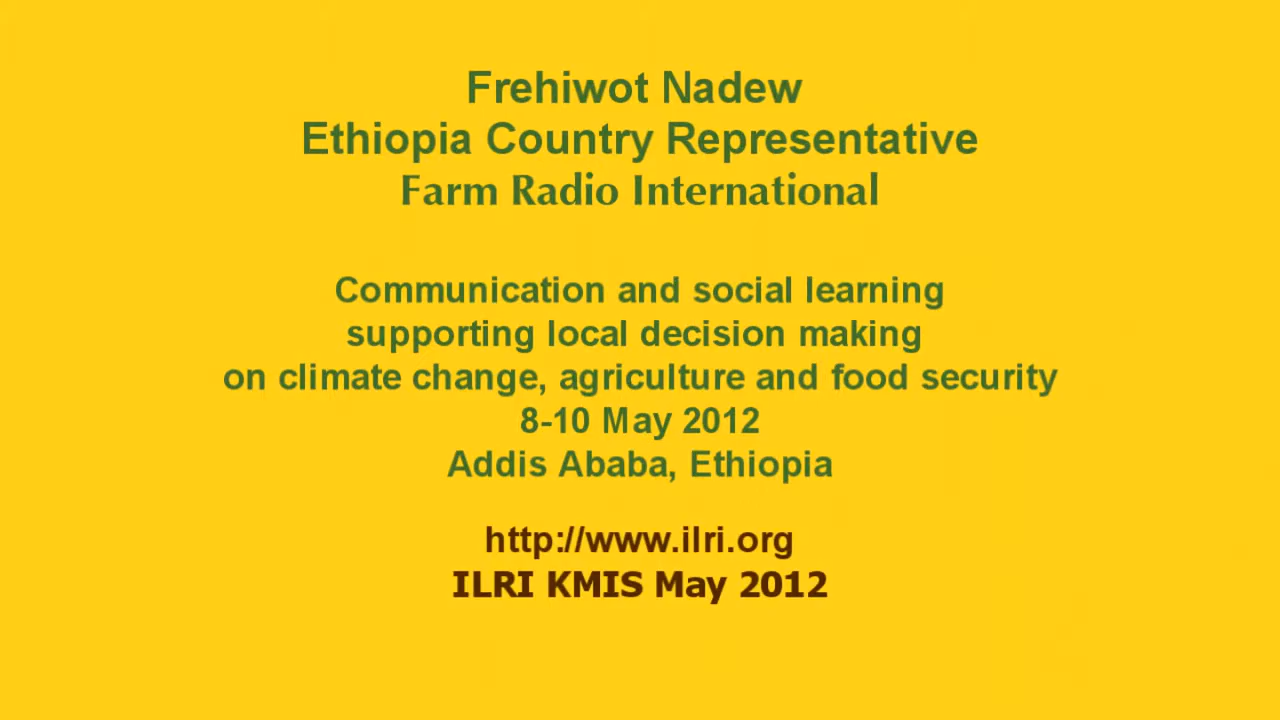 Frehiwot Nadew
Ethiopia Country Representative
Farm Radio International
Communication and social learning
supporting local decision making
on climate change, agriculture and food security
8-10 May 2012
Addis Ababa, Ethiopia
http://www.ilri.org
ILRI KMIS May 2012